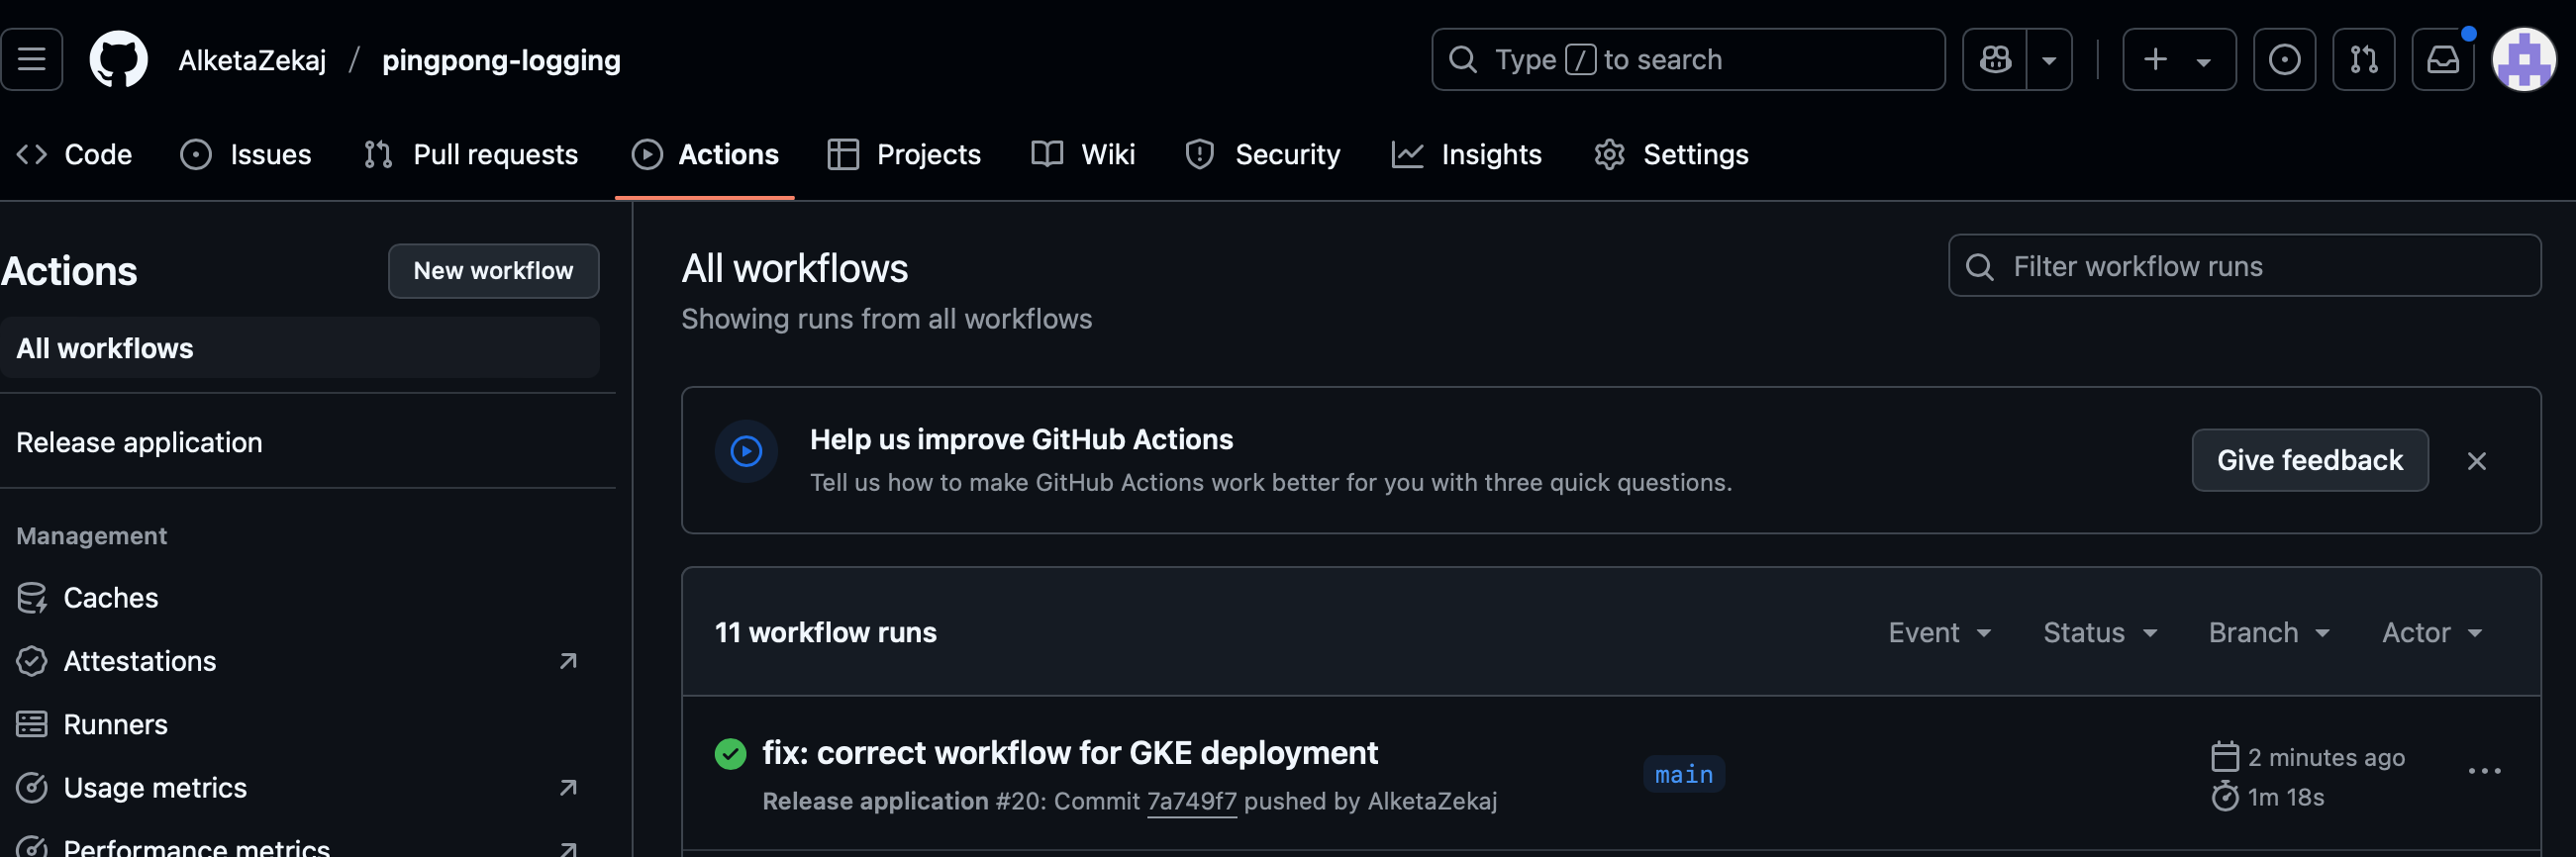 AlketaZekaj / pingpong-logging
Type / to search
Code Issues Pull requests Actions Projects Wiki Security Insights Settings
Actions
New workflow
All workflows
Release application
Management
Caches
Attestations
Runners
Usage metrics
Performance metrics
All workflows
Showing runs from all workflows
Filter workflow runs
Help us improve GitHub Actions
Tell us how to make GitHub Actions work better for you with three quick questions.
Give feedback
11 workflow runs
Event Status Branch Actor
fix: correct workflow for GKE deployment
Release application #20: Commit 7a749f7 pushed by AlketaZekaj
main
2 minutes ago
1m 18s